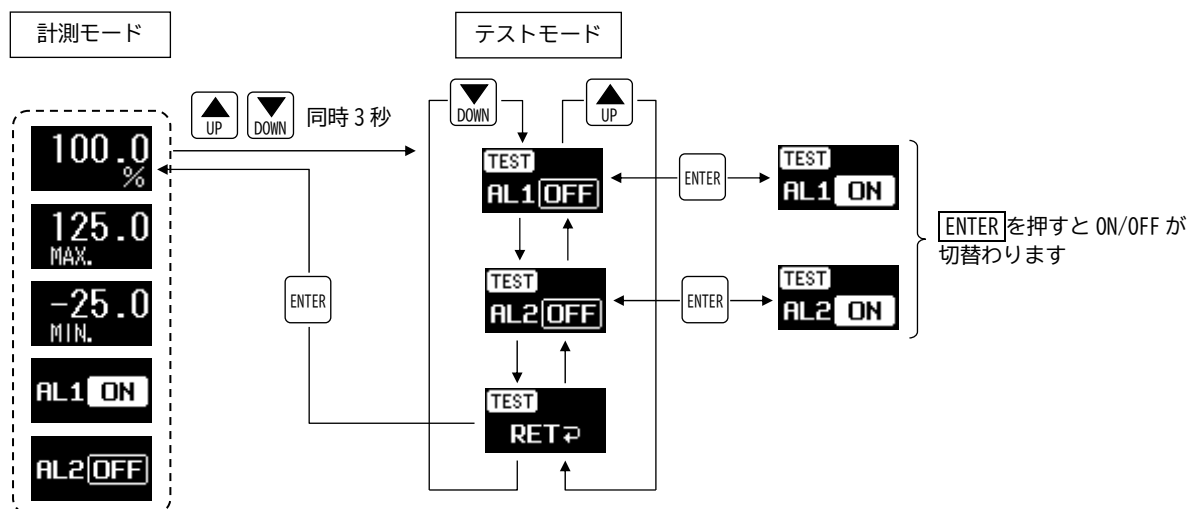 計測モード
テストモード
UP
DOWN
同時3秒
DOWN
UP
100.0
%
125.0
MAX.
-25.0
MIN.
AL1 ON
AL2 OFF
ENTER
TEST
AL1 OFF
ENTER
TEST
AL1 ON
TEST
AL2 OFF
ENTER
TEST
AL2 ON
TEST
RET⮐
ENTER を押すと ON/OFF が
切替わります